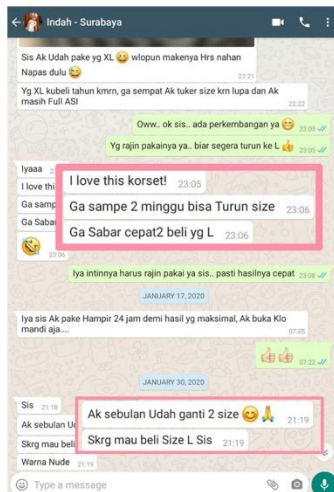 Indah - Surabaya
Sis Ak Udah pake yg XL 😄 wlopun makenya Hrs nahan
Napas dulu 😆
22:21
Yg XL kubeli tahun kmrn, ga sempat Ak tuker size krn lupa dan Ak
masih Full ASI
22:22
Oww.. ok sis.. ada perkembangan ya 😁 23:05
Yg rajin pakainya ya.. biar segera turun ke L 👍 23:05
Iyaaa
I love thi
I love this korset! 23:05
Ga samp
Ga sampe 2 minggu bisa Turun size 23:06
Ga Sabar
Ga Sabar cepat2 beli yg L 23:06
🤣 23:06
Iya intinnya harus rajin pakai ya sis.. pasti hasilnya cepat 23:08
JANUARY 17, 2020
Iya sis Ak pake Hampir 24 jam demi hasil yg maksimal, Ak buka Klo
mandi aja....
07:05
👍👍 07:22
JANUARY 30, 2020
Sis 21:18
Ak sebulan Ud
Ak sebulan Udah ganti 2 size 😊🙏 21:19
Skrg mau beli
Skrg mau beli Size L Sis 21:19
Warna Nude 21:19
Type a message